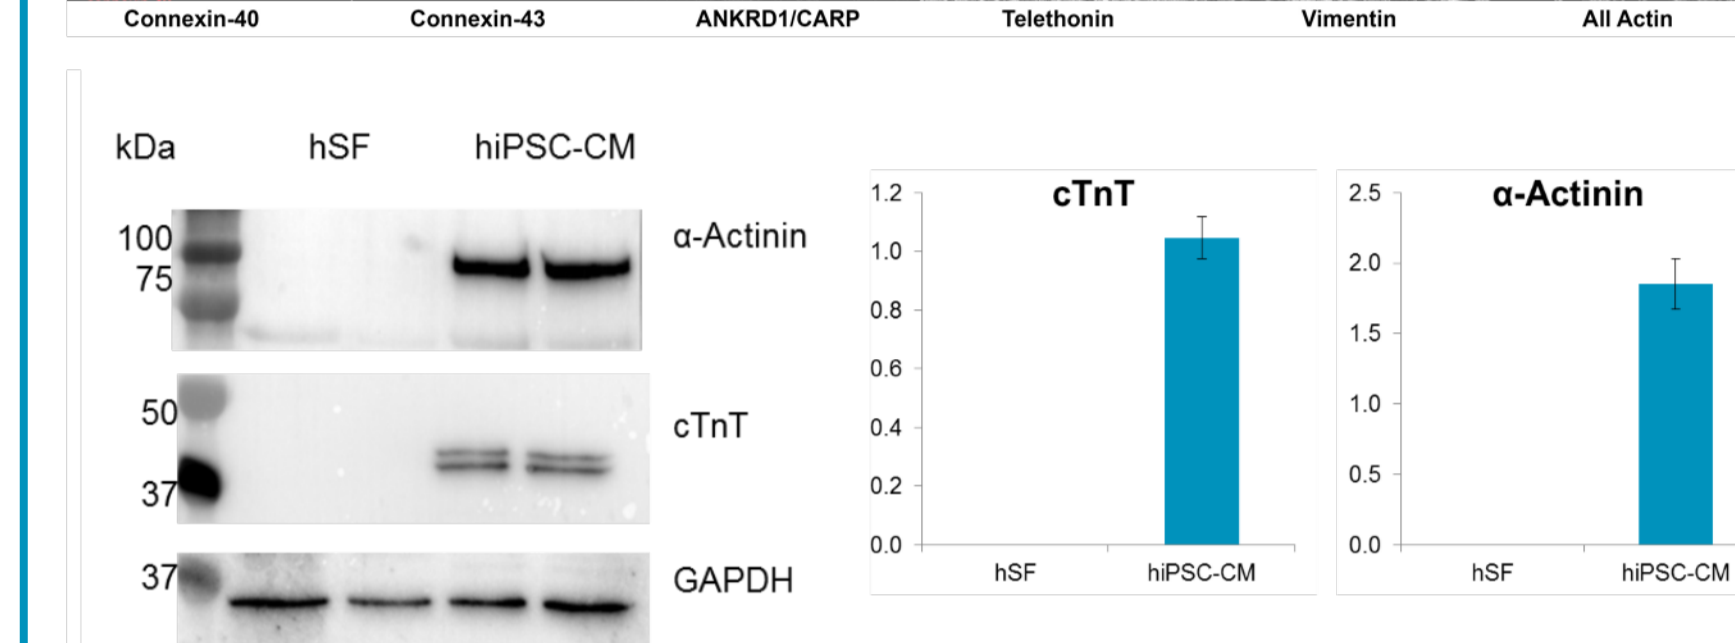 Connexin-40 Connexin-43 ANKRD1/CARP Telethonin Vimentin All Actin
kDa hSF hiPSC-CM
100
75
α-Actinin
50
37
cTnT
37
GAPDH
cTnT
1.2
1.0
0.8
0.6
0.4
0.2
0.0
hSF hiPSC-CM
α-Actinin
2.5
2.0
1.5
1.0
0.5
0.0
hSF hiPSC-CM